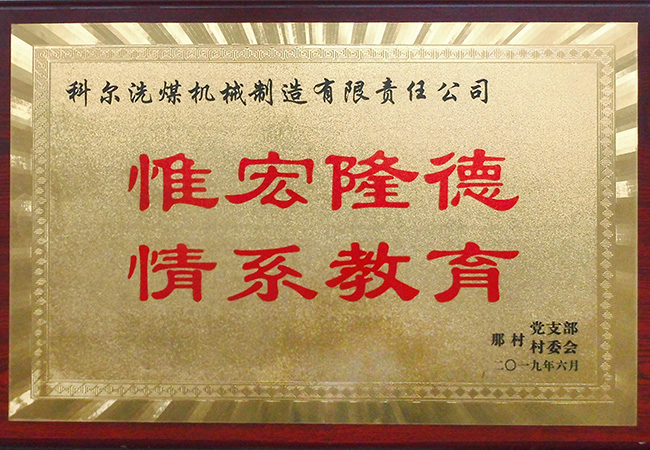 科尔洗煤机械制造有限责任公司
惟宏隆德
情系教育
那村 党支部
村委会
二〇一九年六月